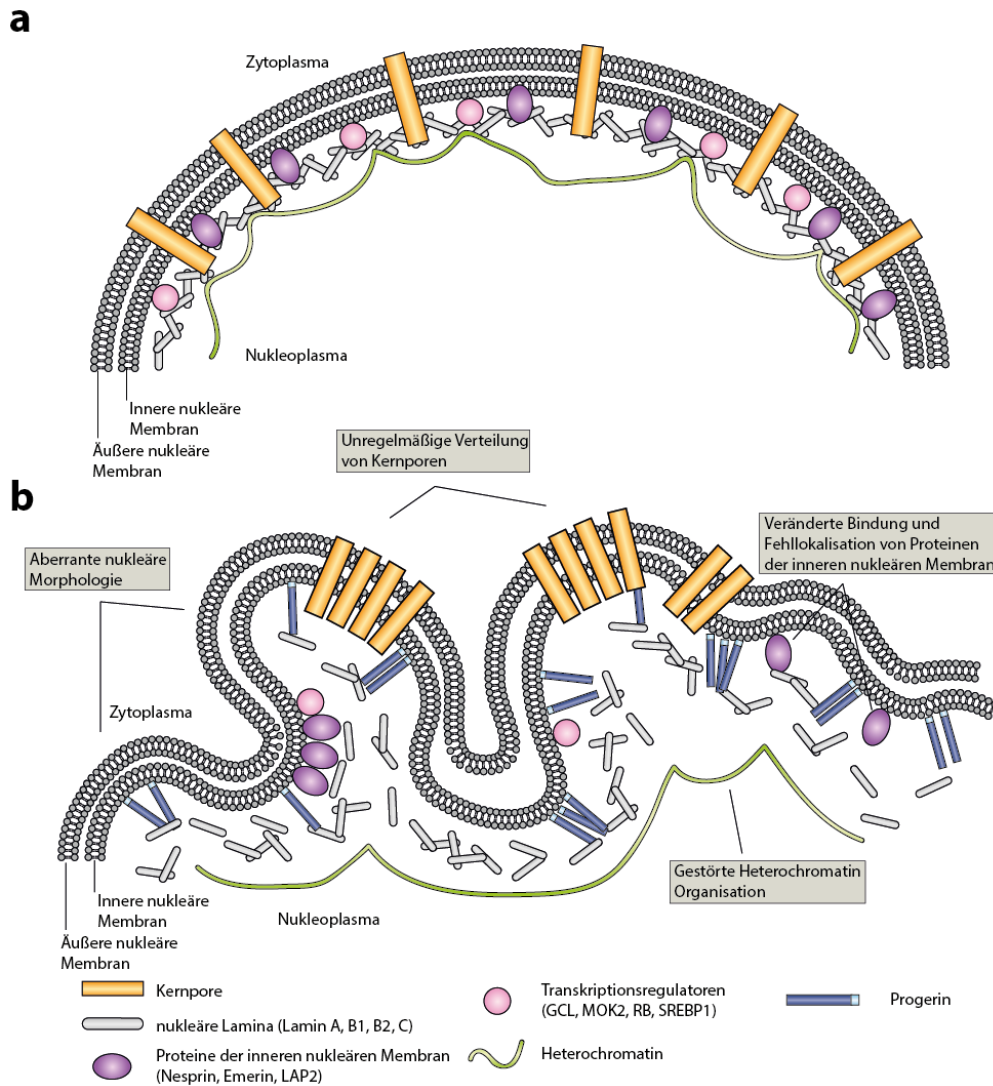 a
Zytoplasma
Nukleoplasma
Innere nukleäre
Membran
Äußere nukleäre
Membran
Unregelmäßige Verteilung
von Kernporen
b
Aberrante nukleäre
Morphologie
Veränderte Bindung und
Fehllokalisation von Proteinen
der inneren nukleären Membran
Zytoplasma
Gestörte Heterochromatin
Organisation
Innere nukleäre
Membran
Nukleoplasma
Äußere nukleäre
Membran
Kernpore
Transkriptionsregulatoren
(GCL, MOK2, RB, SREBP1)
Progerin
nukleäre Lamina (Lamin A, B1, B2, C)
Proteine der inneren nukleären Membran
(Nesprin, Emerin, LAP2)
Heterochromatin